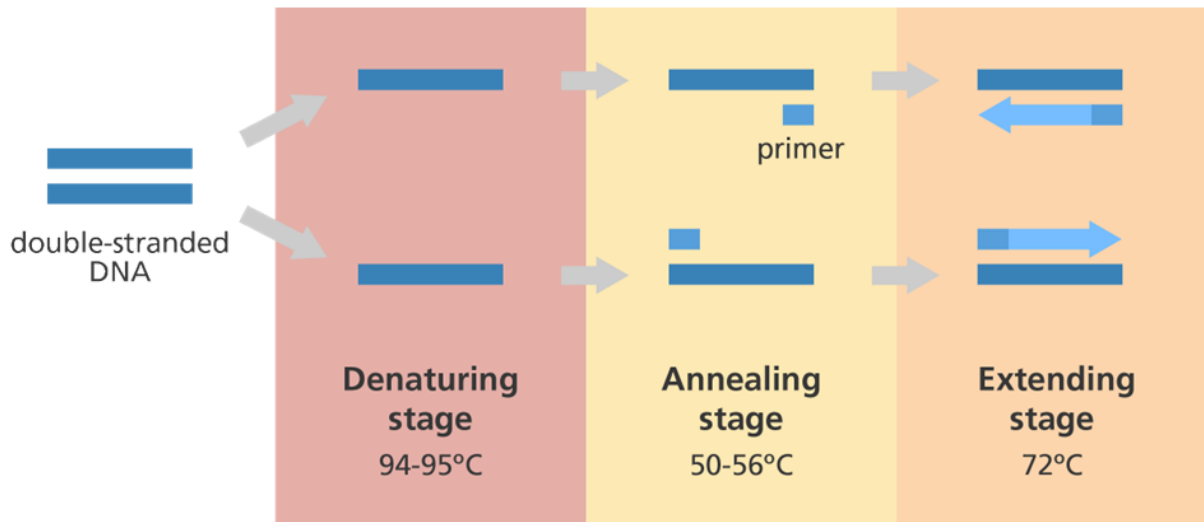 double-stranded
DNA
primer
Denaturing
stage
94-95ºC
Annealing
stage
50-56ºC
Extending
stage
72ºC